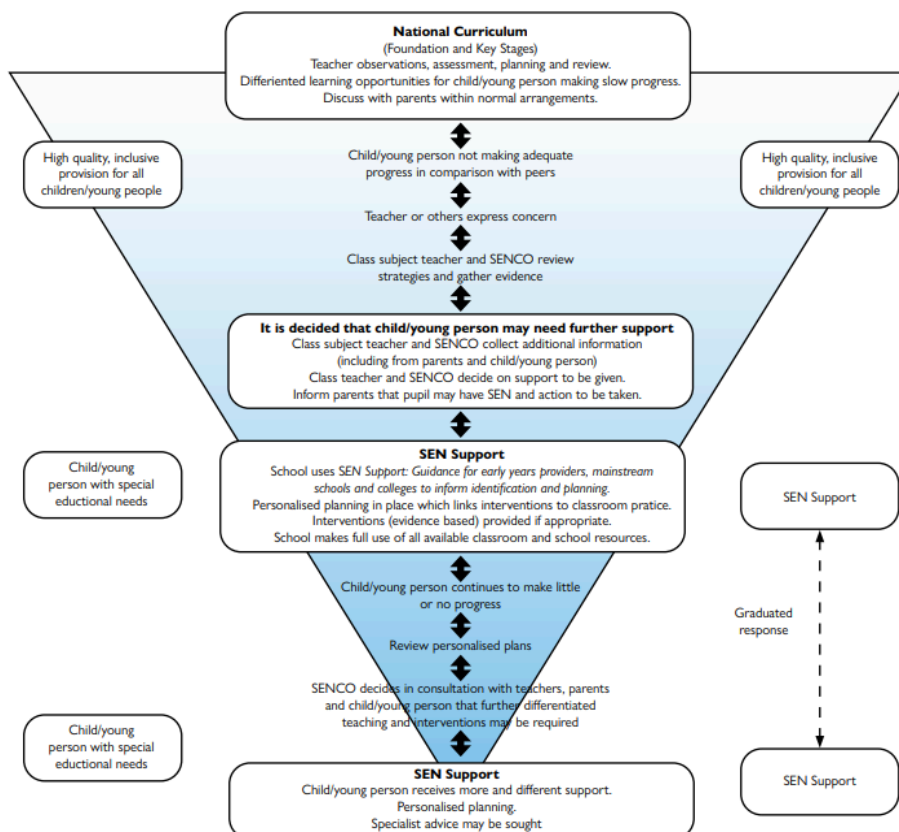 National Curriculum
(Foundation and Key Stages)
Teacher observations, assessment, planning and review.
Differiented learning opportunities for child/young person making slow progress.
Discuss with parents within normal arrangements.
High quality, inclusive
provision for all
children/young people
High quality, inclusive
provision for all
children/young people
Child/young person not making adequate
progress in comparison with peers
Teacher or others express concern
Class subject teacher and SENCO review
strategies and gather evidence
It is decided that child/young person may need further support
Class subject teacher and SENCO collect additional information
(including from parents and child/young person)
Class teacher and SENCO decide on support to be given.
Inform parents that pupil may have SEN and action to be taken.
Child/young
person with special
eductional needs
SEN Support
School uses SEN Support: Guidance for early years providers, mainstream
schools and colleges to inform identification and planning.
Personalised planning in place which links interventions to classroom pratice.
Interventions (evidence based) provided if appropriate.
School makes full use of all available classroom and school resources.
SEN Support
Child/young person continues to make little
or no progress
Graduated
response
Review personalised plans
SENCO decides in consultation with teachers, parents
and child/young person that further differentiated
teaching and interventions may be required
Child/young
person with special
eductional needs
SEN Support
Child/young person receives more and different support.
Personalised planning.
Specialist advice may be sought
SEN Support